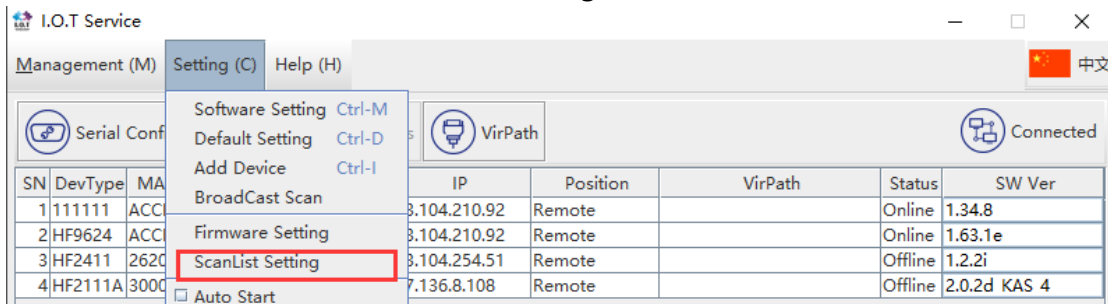 I.O.T Service
Management (M) Setting (C) Help (H) 中文
Software Setting Ctrl-M
Serial Conf VirPath Connected
Default Setting Ctrl-D
Add Device Ctrl-I
SN DevType MA IP Position VirPath Status SW Ver
BroadCast Scan
1 111111 ACCI 3.104.210.92 Remote Online 1.34.8
Firmware Setting
2 HF9624 ACCI 3.104.210.92 Remote Online 1.63.1e
ScanList Setting
3 HF2411 2620 3.104.254.51 Remote Offline 1.2.2i
4 HF2111A 3000 7.136.8.108 Remote Offline 2.0.2d KAS 4
Auto Start